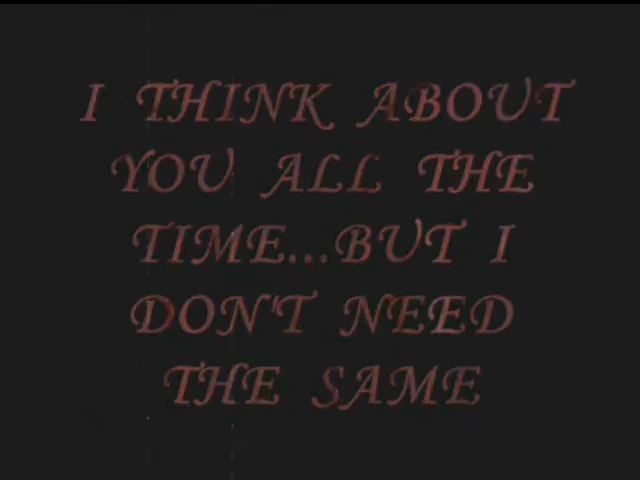 I THINK ABOUT
YOU ALL THE
TIME...BUT I
DON'T NEED
THE SAME